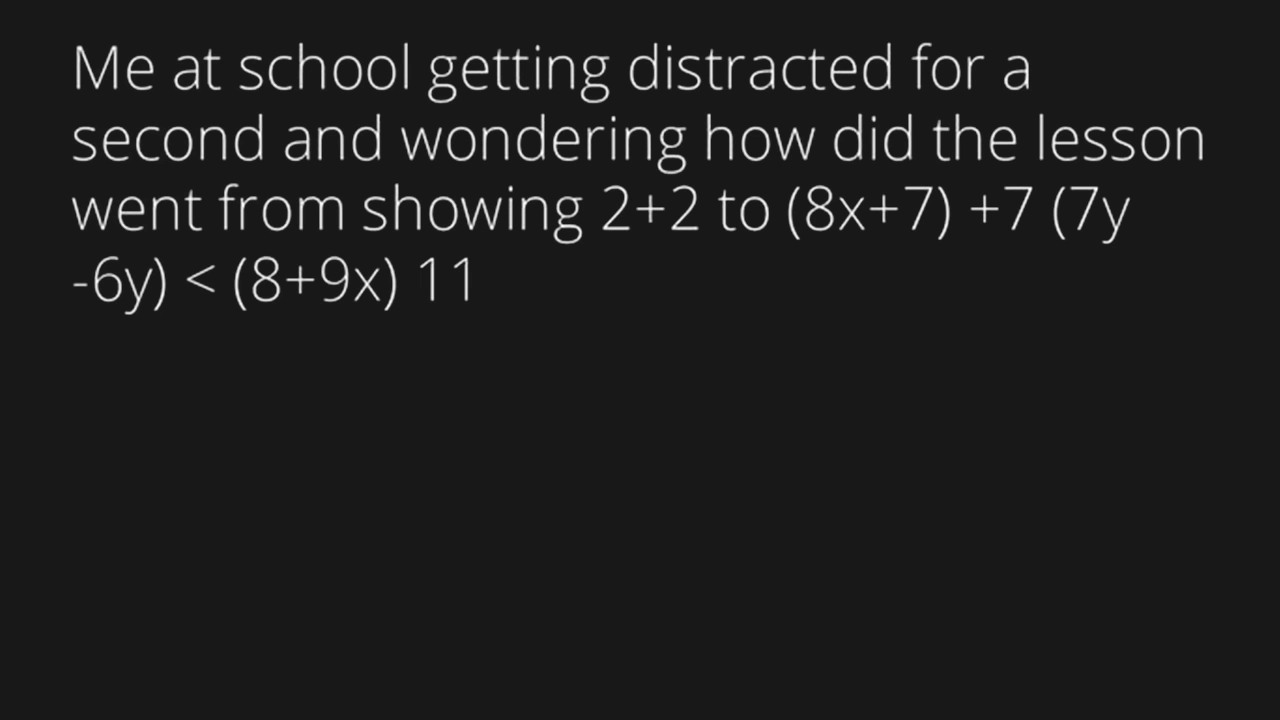 Me at school getting distracted for a
second and wondering how did the lesson
went from showing 2+2 to (8x+7) +7 (7y
-6y) < (8+9x) 11